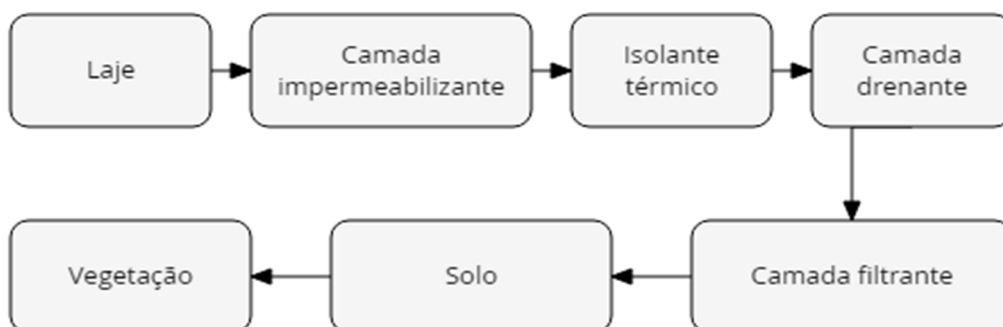 Laje
Camada
impermeabilizante
Isolante
térmico
Camada
drenante
Camada filtrante
Solo
Vegetação